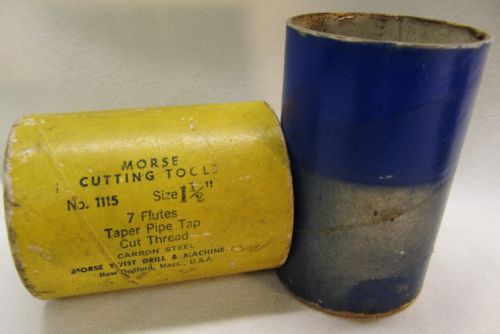 MORSE
CUTTING TOOLS
No. 1115 Size 1½"
7 Flutes
Taper Pipe Tap
Cut Thread
CARBON STEEL
MORSE TWIST DRILL & MACHINE
New Bedford, Mass., U.S.A.